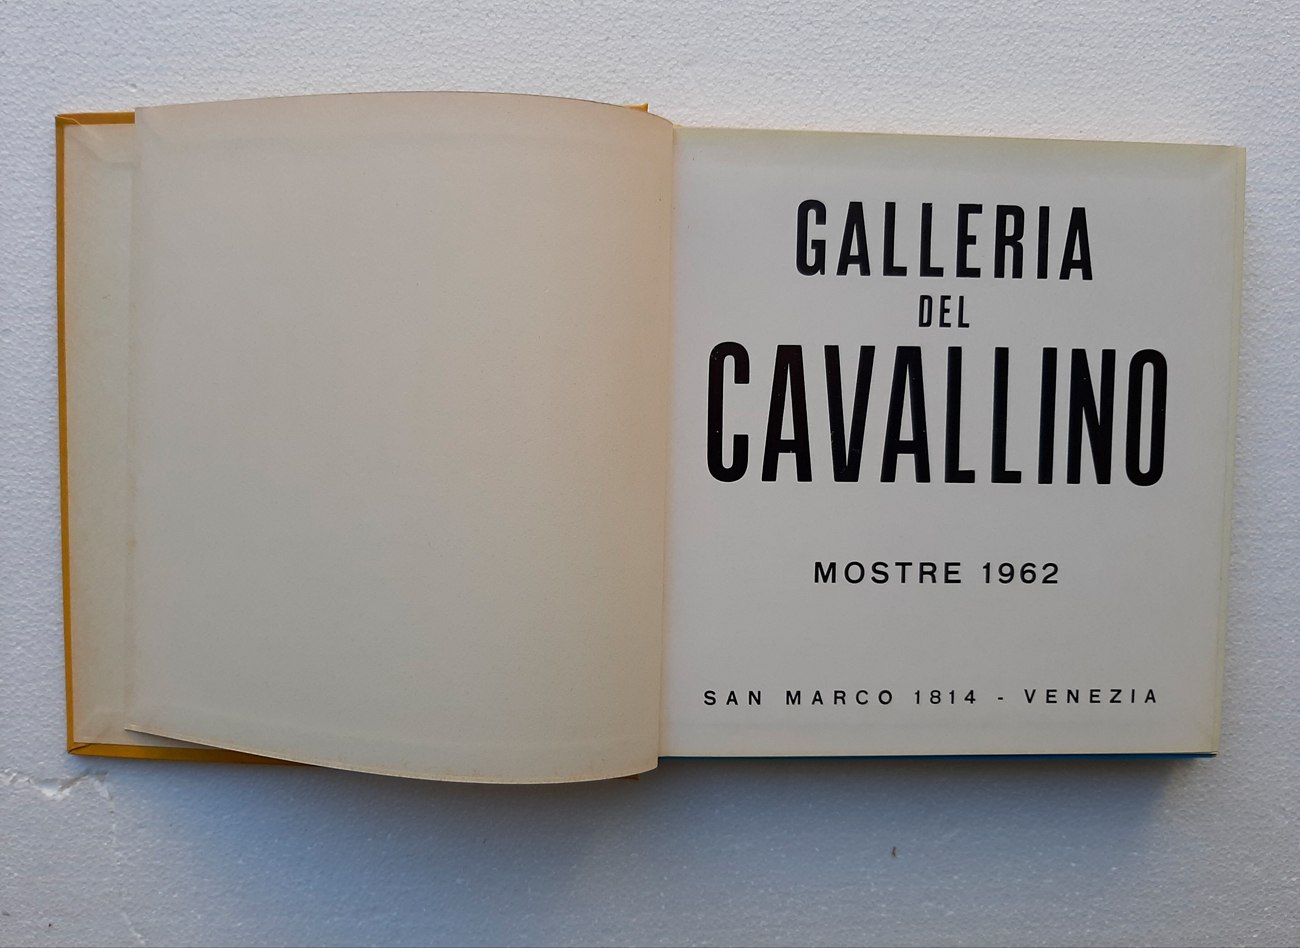 GALLERIA
DEL
CAVALLINO
MOSTRE 1962
SAN MARCO 1814 - VENEZIA